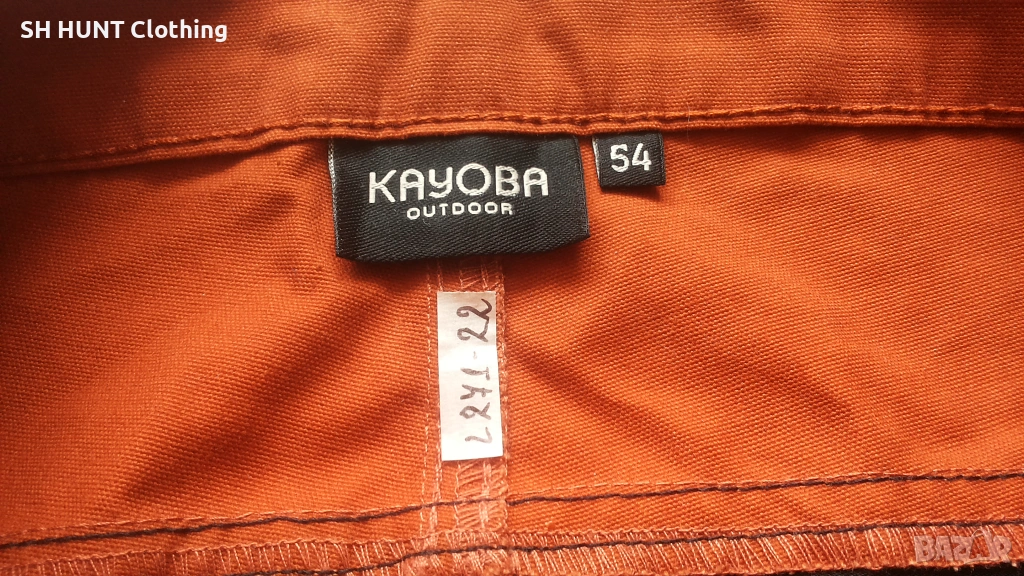 SH HUNT Clothing
KAYOBA
OUTDOOR
54
L271-22